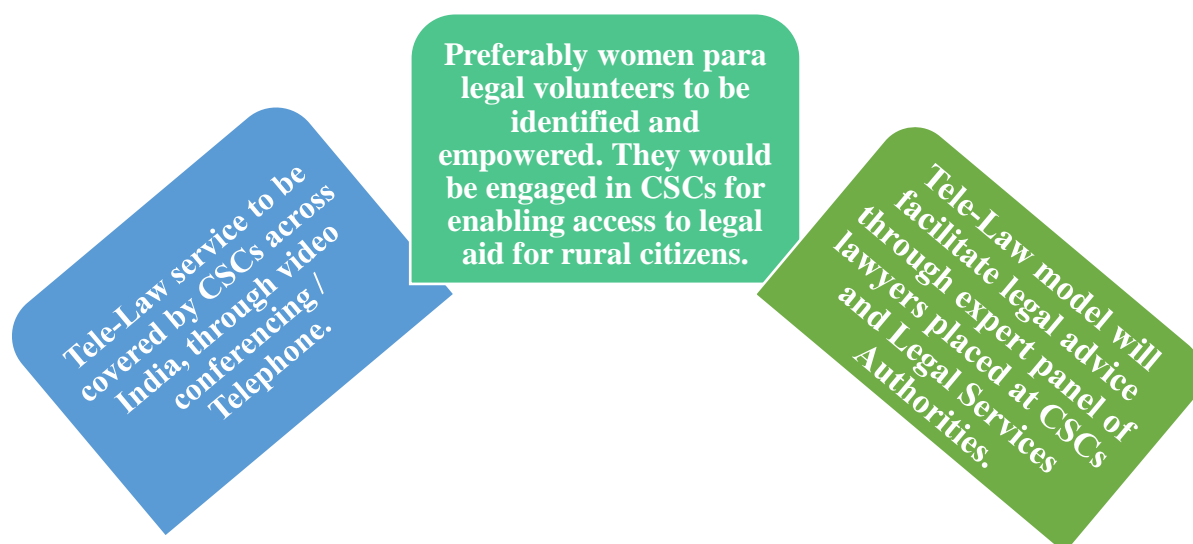 Tele-Law service to be
covered by CSCs across
India, through video
conferencing /
Telephone.
Preferably women para
legal volunteers to be
identified and
empowered. They would
be engaged in CSCs for
enabling access to legal
aid for rural citizens.
Tele-Law model will
facilitate legal advice
through expert panel of
lawyers placed at CSCs
and Legal Services
Authorities.